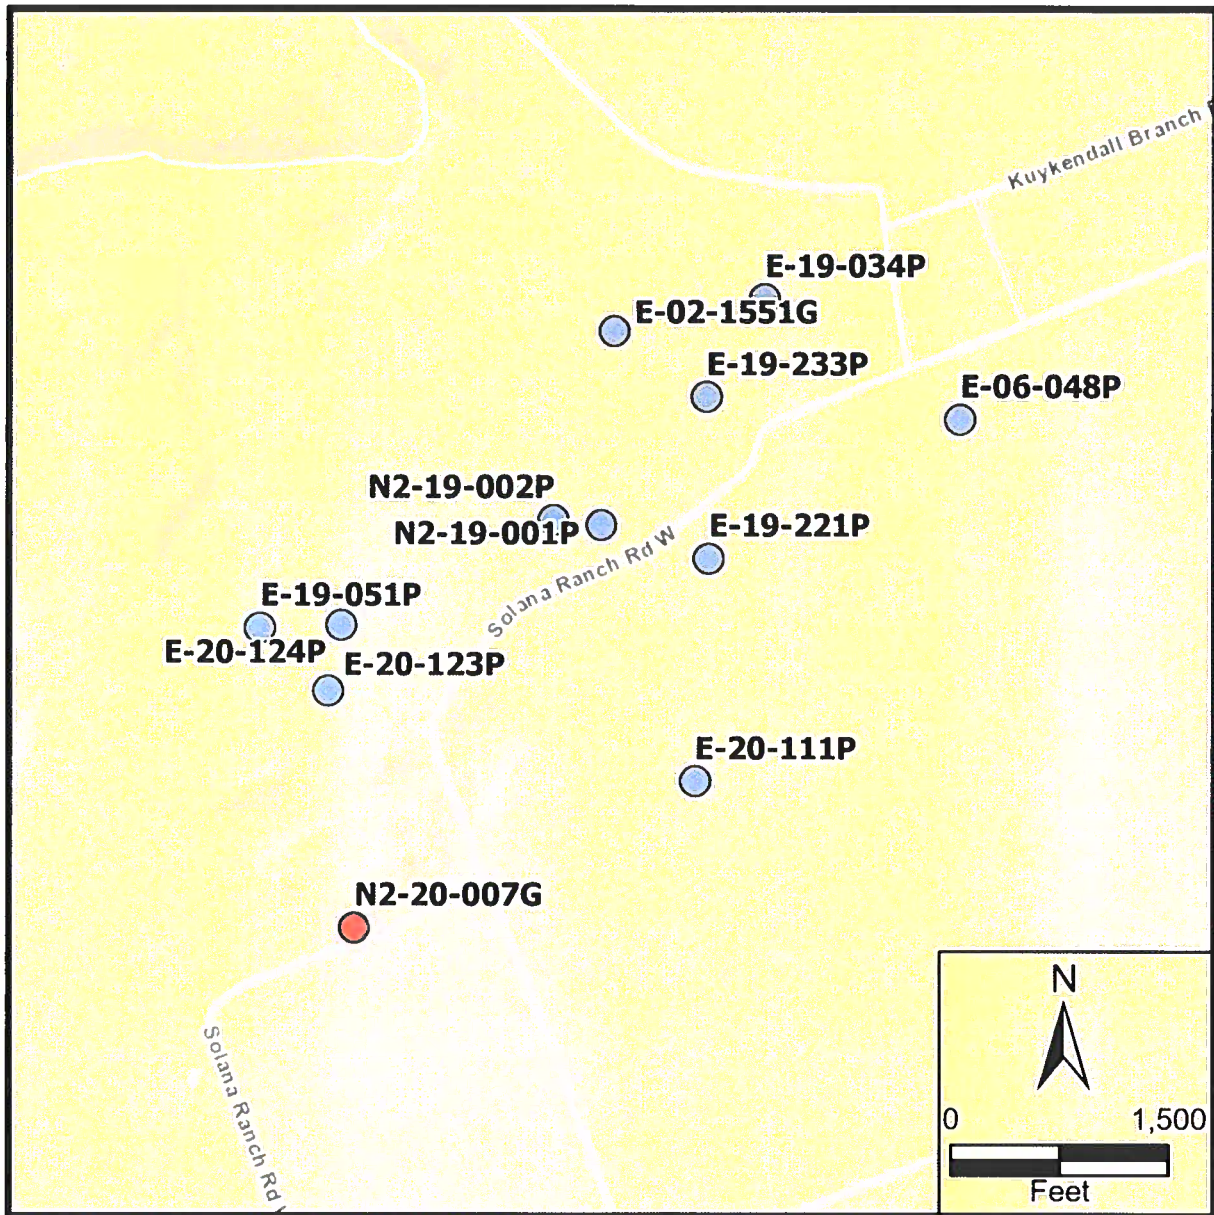 Kuykendall Branch
E-19-034P
E-02-1551G
E-19-233P
E-06-048P
N2-19-002P
N2-19-001P
E-19-221P
Solana Ranch Rd W
E-19-051P
E-20-124P
E-20-123P
E-20-111P
N2-20-007G
Solana Ranch Rd
N
0 1,500
Feet